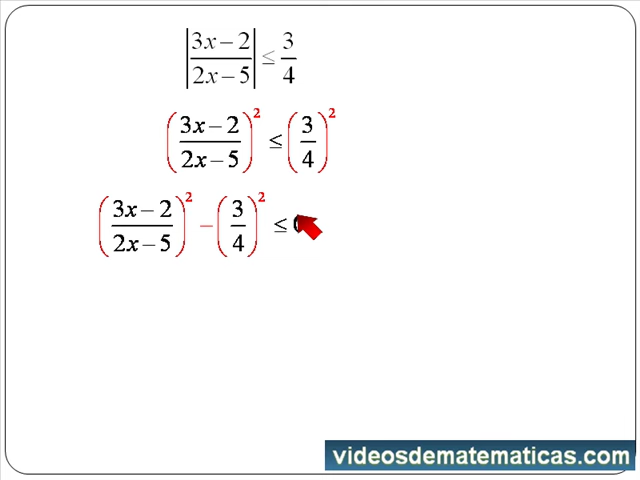 |(3x − 2)/(2x − 5)| ≤ 3/4
((3x − 2)/(2x − 5))² ≤ (3/4)²
((3x − 2)/(2x − 5))² − (3/4)² ≤
videosdematematicas.com